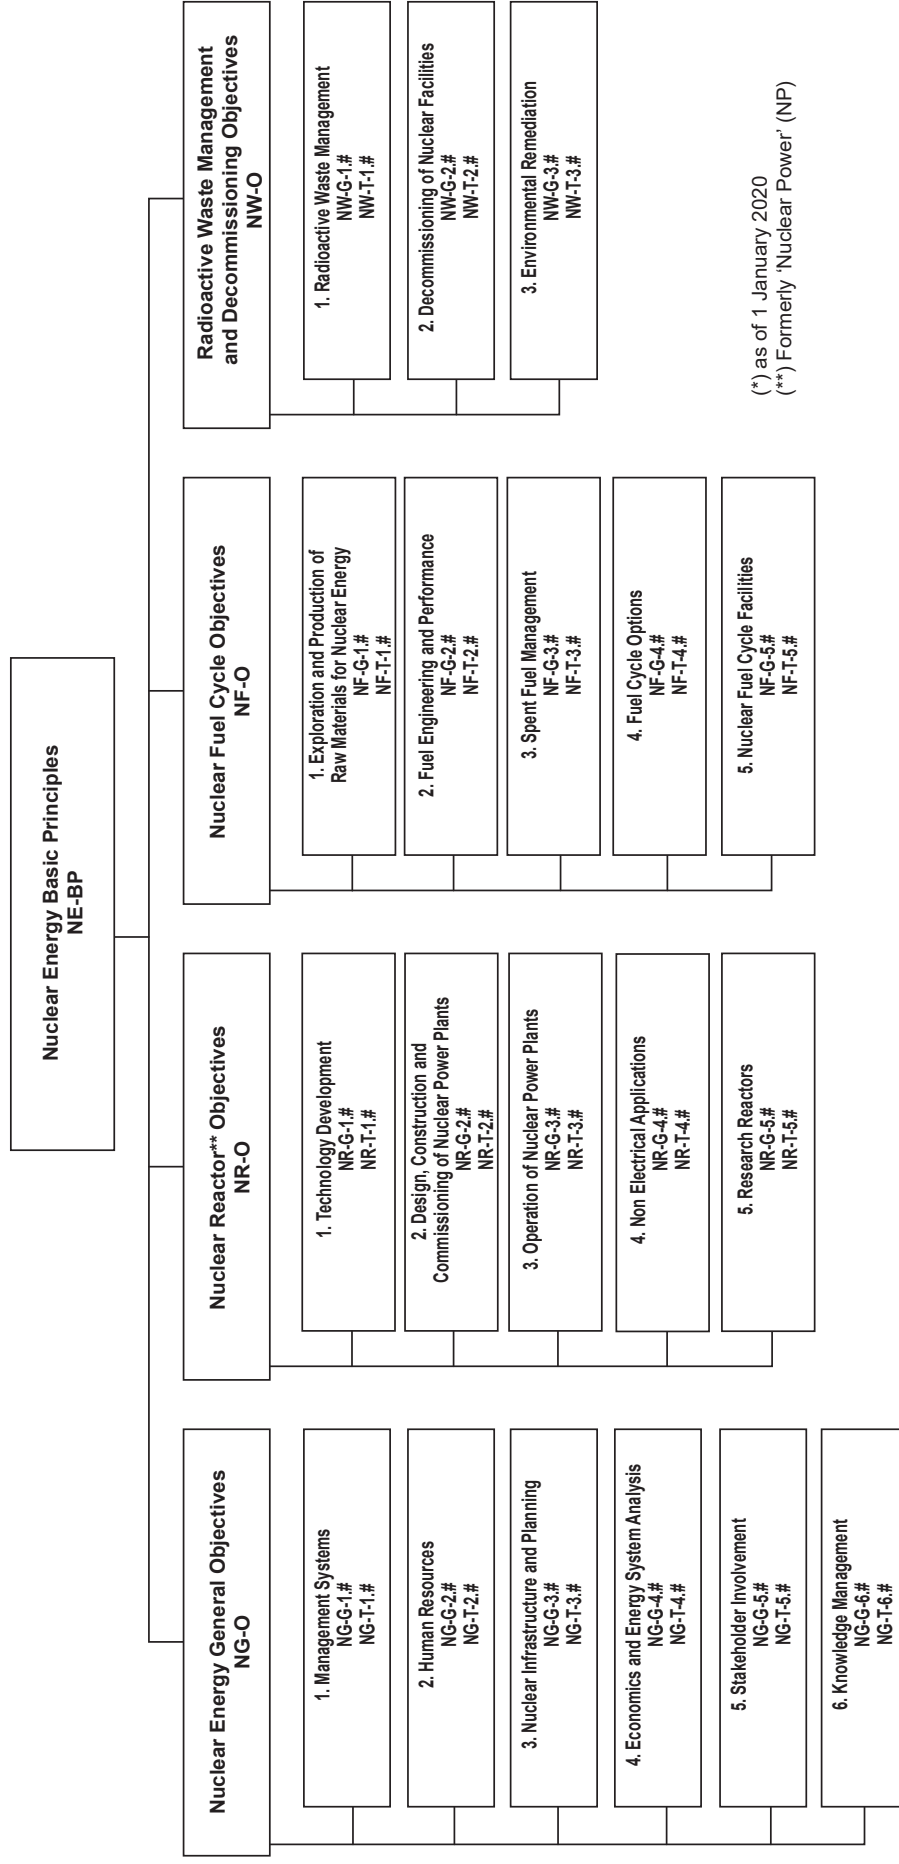 Nuclear Energy Basic Principles
NE-BP
Nuclear Energy General Objectives
NG-O
1. Management Systems
NG-G-1.#
NG-T-1.#
2. Human Resources
NG-G-2.#
NG-T-2.#
3. Nuclear Infrastructure and Planning
NG-G-3.#
NG-T-3.#
4. Economics and Energy System Analysis
NG-G-4.#
NG-T-4.#
5. Stakeholder Involvement
NG-G-5.#
NG-T-5.#
6. Knowledge Management
NG-G-6.#
NG-T-6.#
Nuclear Reactor** Objectives
NR-O
1. Technology Development
NR-G-1.#
NR-T-1.#
2. Design, Construction and
Commissioning of Nuclear Power Plants
NR-G-2.#
NR-T-2.#
3. Operation of Nuclear Power Plants
NR-G-3.#
NR-T-3.#
4. Non Electrical Applications
NR-G-4.#
NR-T-4.#
5. Research Reactors
NR-G-5.#
NR-T-5.#
Nuclear Fuel Cycle Objectives
NF-O
1. Exploration and Production of
Raw Materials for Nuclear Energy
NF-G-1.#
NF-T-1.#
2. Fuel Engineering and Performance
NF-G-2.#
NF-T-2.#
3. Spent Fuel Management
NF-G-3.#
NF-T-3.#
4. Fuel Cycle Options
NF-G-4.#
NF-T-4.#
5. Nuclear Fuel Cycle Facilities
NF-G-5.#
NF-T-5.#
Radioactive Waste Management
and Decommissioning Objectives
NW-O
1. Radioactive Waste Management
NW-G-1.#
NW-T-1.#
2. Decommissioning of Nuclear Facilities
NW-G-2.#
NW-T-2.#
3. Environmental Remediation
NW-G-3.#
NW-T-3.#
(*) as of 1 January 2020
(**) Formerly ‘Nuclear Power’ (NP)